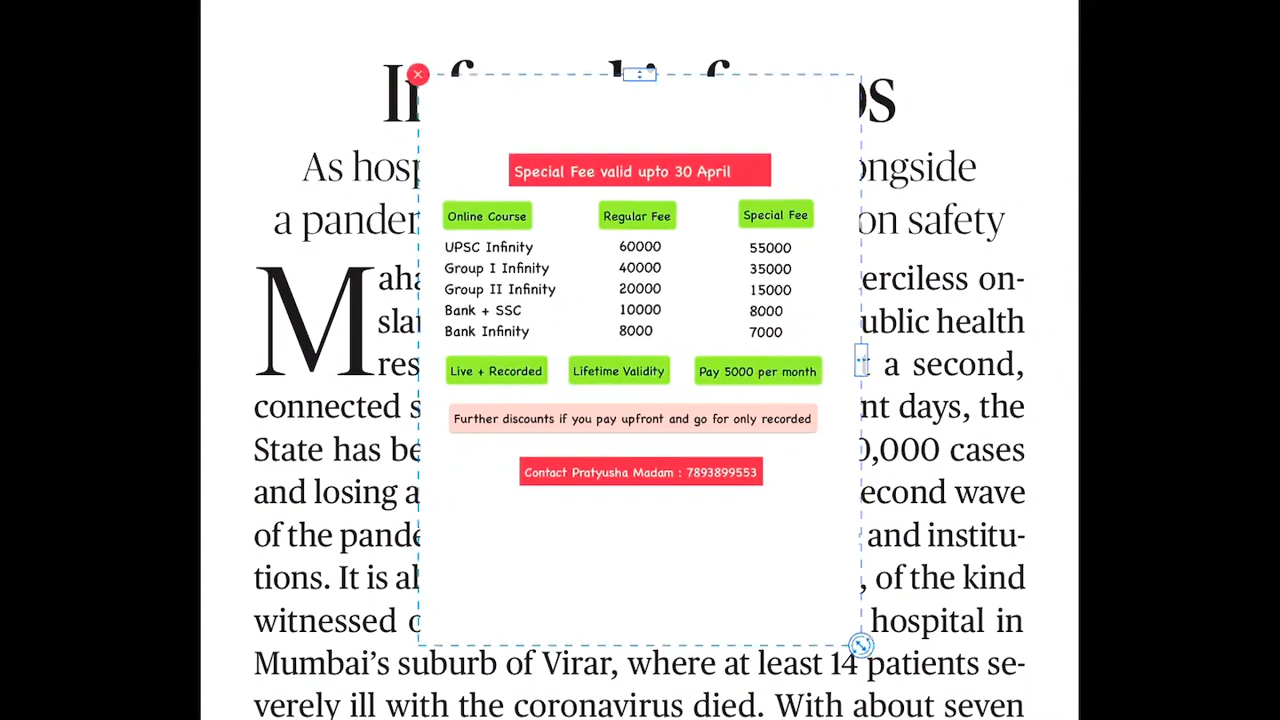 As hosp
ongside
a pander
on safety
Special Fee valid upto 30 April
Online Course Regular Fee Special Fee
UPSC Infinity 60000 55000
Group I Infinity 40000 35000
Group II Infinity 20000 15000
Bank + SSC 10000 8000
Bank Infinity 8000 7000
Live + Recorded Lifetime Validity Pay 5000 per month
Further discounts if you pay upfront and go for only recorded
Contact Pratyusha Madam : 7893899553
Maha erciless on-
slat ublic health
res a second,
connected s nt days, the
State has be 0,000 cases
and losing a econd wave
of the pande and institu-
tions. It is al , of the kind
witnessed o hospital in
Mumbai's suburb of Virar, where at least 14 patients se-
verely ill with the coronavirus died. With about seven